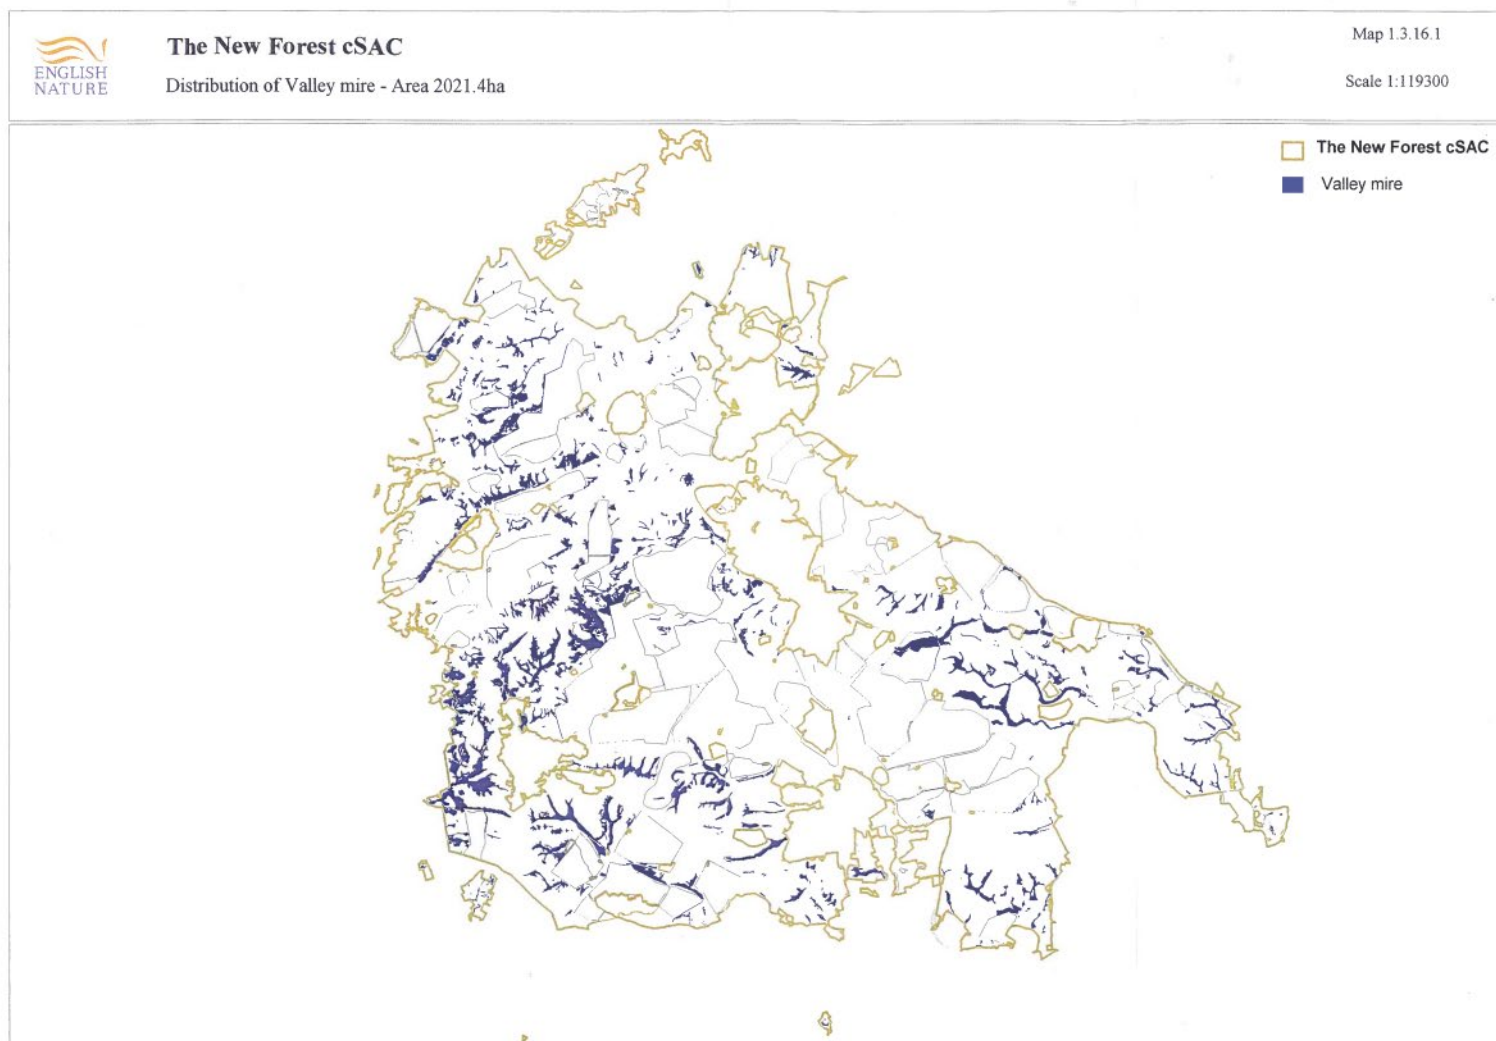 ENGLISH
NATURE
The New Forest cSAC
Distribution of Valley mire - Area 2021.4ha
Map 1.3.16.1
Scale 1:119300
The New Forest cSAC
Valley mire